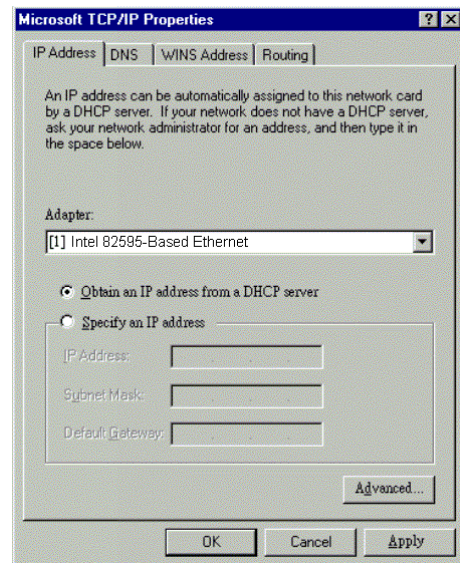 Microsoft TCP/IP Properties
IP Address DNS WINS Address Routing
An IP address can be automatically assigned to this network card
by a DHCP server. If your network does not have a DHCP server,
ask your network administrator for an address, and then type it in
the space below.
Adapter:
[1] Intel 82595-Based Ethernet
Obtain an IP address from a DHCP server
Specify an IP address
IP Address:
Subnet Mask:
Default Gateway:
Advanced...
OK Cancel Apply